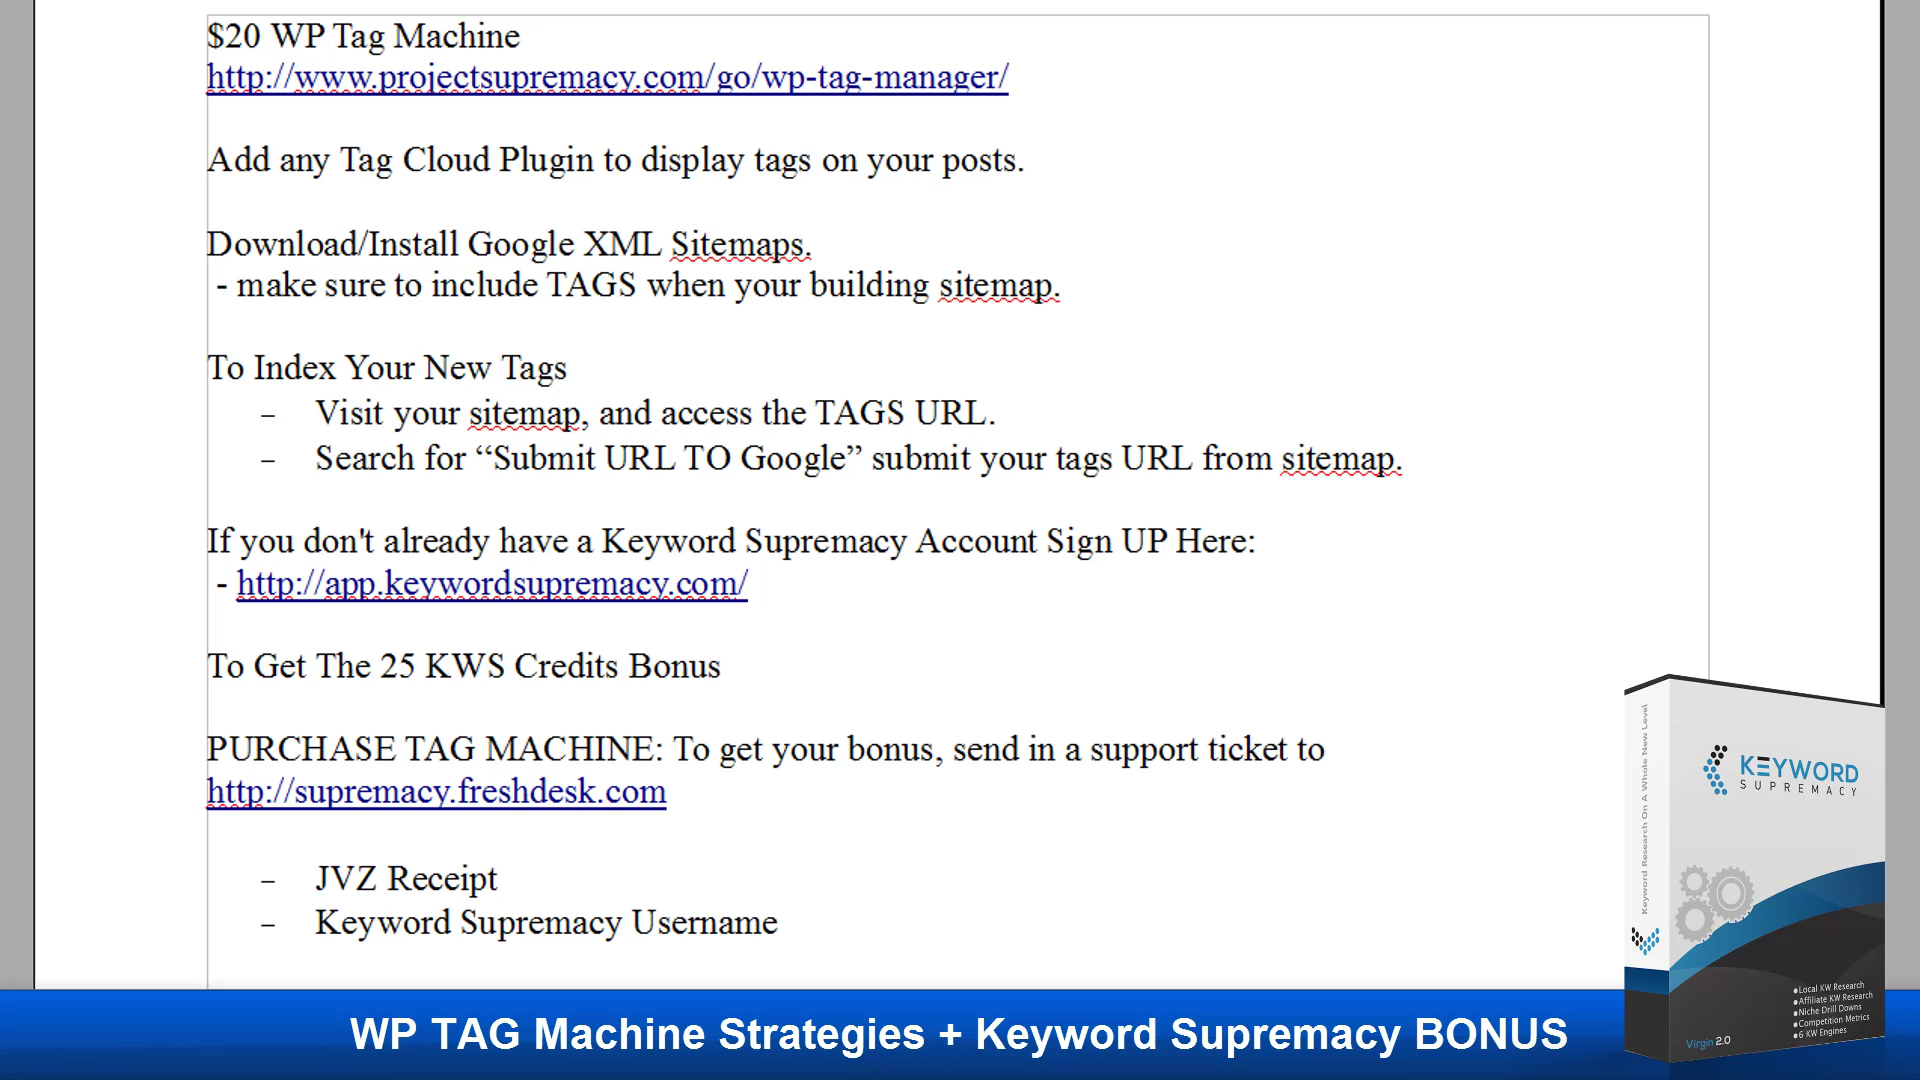 $20 WP Tag Machine
http://www.projectsupremacy.com/go/wp-tag-manager/
Add any Tag Cloud Plugin to display tags on your posts.
Download/Install Google XML Sitemaps.
- make sure to include TAGS when your building sitemap.
To Index Your New Tags
– Visit your sitemap, and access the TAGS URL.
– Search for “Submit URL TO Google” submit your tags URL from sitemap.
If you don't already have a Keyword Supremacy Account Sign UP Here:
- http://app.keywordsupremacy.com/
To Get The 25 KWS Credits Bonus
PURCHASE TAG MACHINE: To get your bonus, send in a support ticket to
http://supremacy.freshdesk.com
– JVZ Receipt
– Keyword Supremacy Username
Keyword Research On A Whole New Level
KEYWORD
SUPREMACY
•Local KW Research
•Affiliate KW Research
•Niche Drill Downs
•Competition Metrics
•6 KW Engines
Virgin 2.0
WP TAG Machine Strategies + Keyword Supremacy BONUS